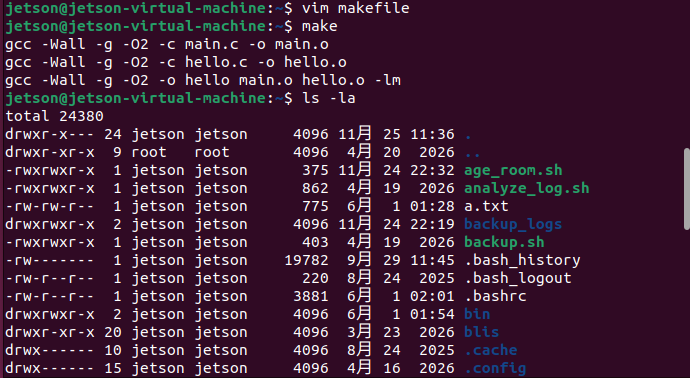 jetson@jetson-virtual-machine:~$ vim makefile
jetson@jetson-virtual-machine:~$ make
gcc -Wall -g -O2 -c main.c -o main.o
gcc -Wall -g -O2 -c hello.c -o hello.o
gcc -Wall -g -O2 -o hello main.o hello.o -lm
jetson@jetson-virtual-machine:~$ ls -la
total 24380
drwxr-x--- 24 jetson jetson     4096 11月 25 11:36 .
drwxr-xr-x  9 root   root       4096 4月  20  2026 ..
-rwxrwxr-x  1 jetson jetson      375 11月 24 22:32 age_room.sh
-rwxrwxr-x  1 jetson jetson      862 4月  19  2026 analyze_log.sh
-rw-rw-r--  1 jetson jetson      775 6月   1 01:28 a.txt
drwxrwxr-x  2 jetson jetson     4096 11月 24 22:19 backup_logs
-rwxrwxr-x  1 jetson jetson      403 4月  19  2026 backup.sh
-rw-------  1 jetson jetson    19782 9月  29 11:45 .bash_history
-rw-r--r--  1 jetson jetson      220 8月  24  2025 .bash_logout
-rw-r--r--  1 jetson jetson     3881 6月   1 02:01 .bashrc
drwxrwxr-x  2 jetson jetson     4096 6月   1 01:54 bin
drwxr-xr-x 20 jetson jetson     4096 3月  23  2026 blis
drwx------ 10 jetson jetson     4096 8月  24  2025 .cache
drwx------ 15 jetson jetson     4096 4月  16  2026 .config